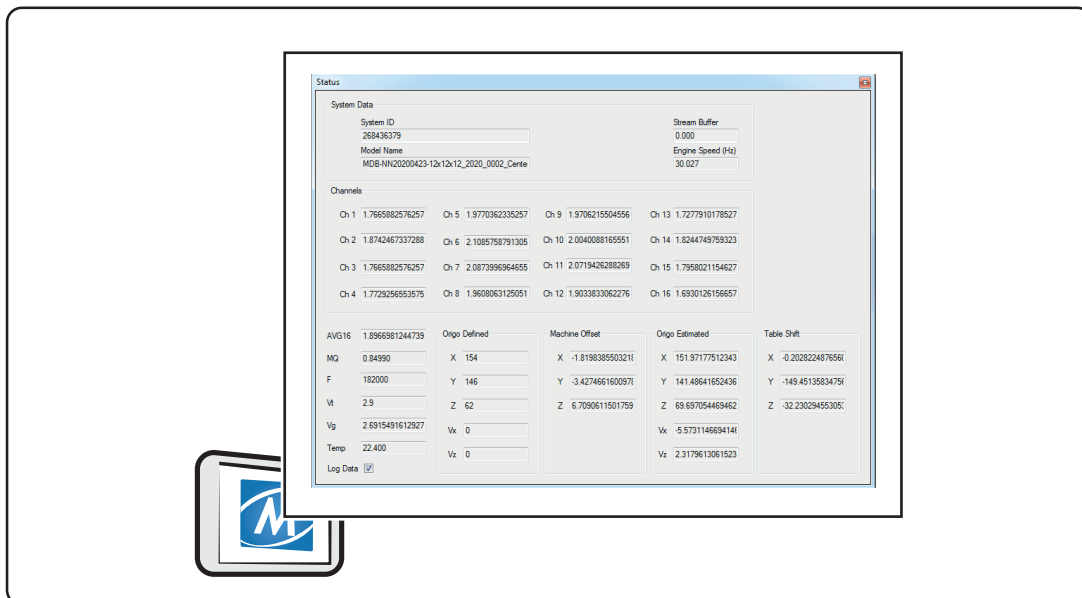 Status
System Data
System ID
268436379
Stream Buffer
0.000
Model Name
MDB-NN20200423-12x12x12_2020_0002_Cente
Engine Speed (Hz)
30.027
Channels
Ch 1 1.7665882576257 Ch 5 1.9770362335257 Ch 9 1.9706215504556 Ch 13 1.7277910178527
Ch 2 1.8742467337288 Ch 6 2.1085758791305 Ch 10 2.0040088165551 Ch 14 1.8244749759323
Ch 3 1.7665882576257 Ch 7 2.0873996964655 Ch 11 2.0719426288269 Ch 15 1.7958021154627
Ch 4 1.7729256553575 Ch 8 1.9608063125051 Ch 12 1.9033833062276 Ch 16 1.6930126156657
AVG16 1.8966981244739
MQ 0.84990
F 182000
Vt 2.9
Vg 2.6915491612927
Temp 22.400
Log Data
Origo Defined
X 154
Y 146
Z 62
Vx 0
Vz 0
Machine Offset
X -1.8198385503218
Y -3.4274661600978
Z 6.7090611501759
Origo Estimated
X 151.97177512343
Y 141.48641652436
Z 69.697054469462
Vx -5.5731146694146
Vz 2.3179613061523
Table Shift
X -0.2028224876560
Y -149.45135834756
Z -32.230294553053
M